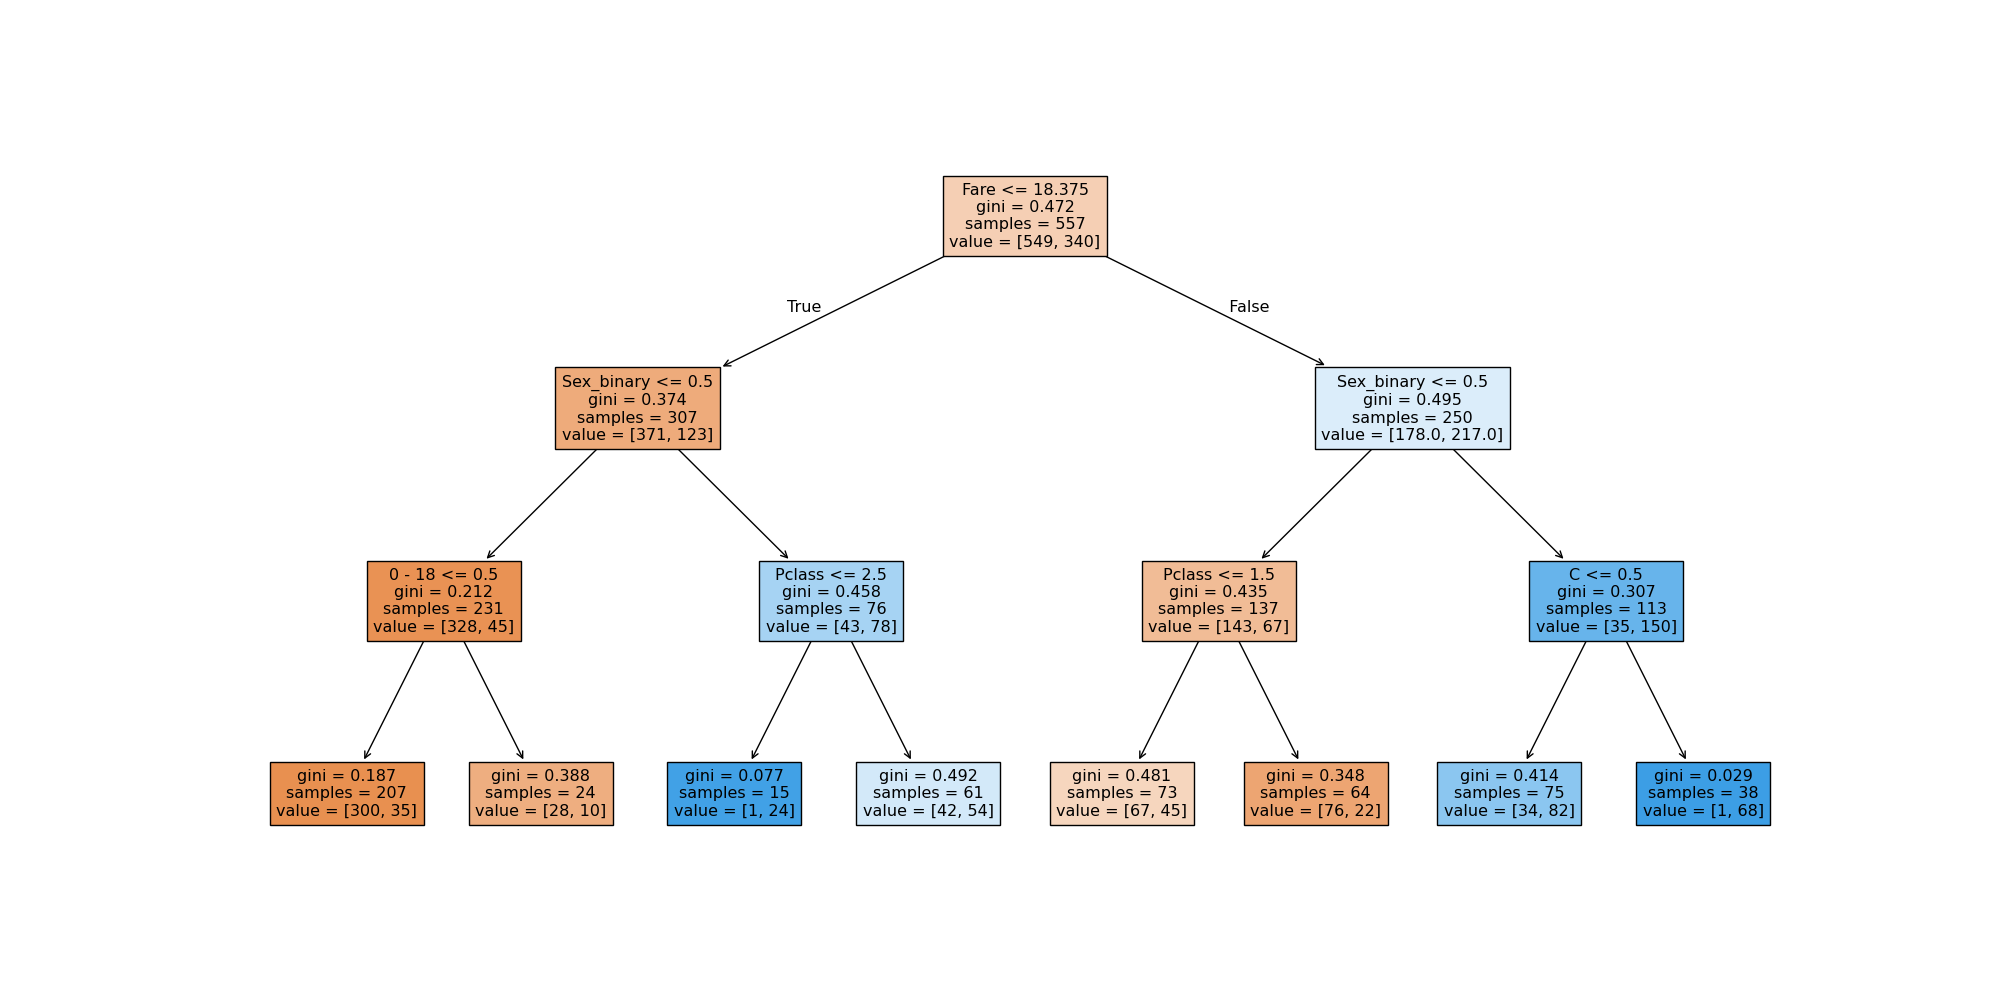 Fare <= 18.375
gini = 0.472
samples = 557
value = [549, 340]
True
False
Sex_binary <= 0.5
gini = 0.374
samples = 307
value = [371, 123]
Sex_binary <= 0.5
gini = 0.495
samples = 250
value = [178.0, 217.0]
0 - 18 <= 0.5
gini = 0.212
samples = 231
value = [328, 45]
Pclass <= 2.5
gini = 0.458
samples = 76
value = [43, 78]
Pclass <= 1.5
gini = 0.435
samples = 137
value = [143, 67]
C <= 0.5
gini = 0.307
samples = 113
value = [35, 150]
gini = 0.187
samples = 207
value = [300, 35]
gini = 0.388
samples = 24
value = [28, 10]
gini = 0.077
samples = 15
value = [1, 24]
gini = 0.492
samples = 61
value = [42, 54]
gini = 0.481
samples = 73
value = [67, 45]
gini = 0.348
samples = 64
value = [76, 22]
gini = 0.414
samples = 75
value = [34, 82]
gini = 0.029
samples = 38
value = [1, 68]